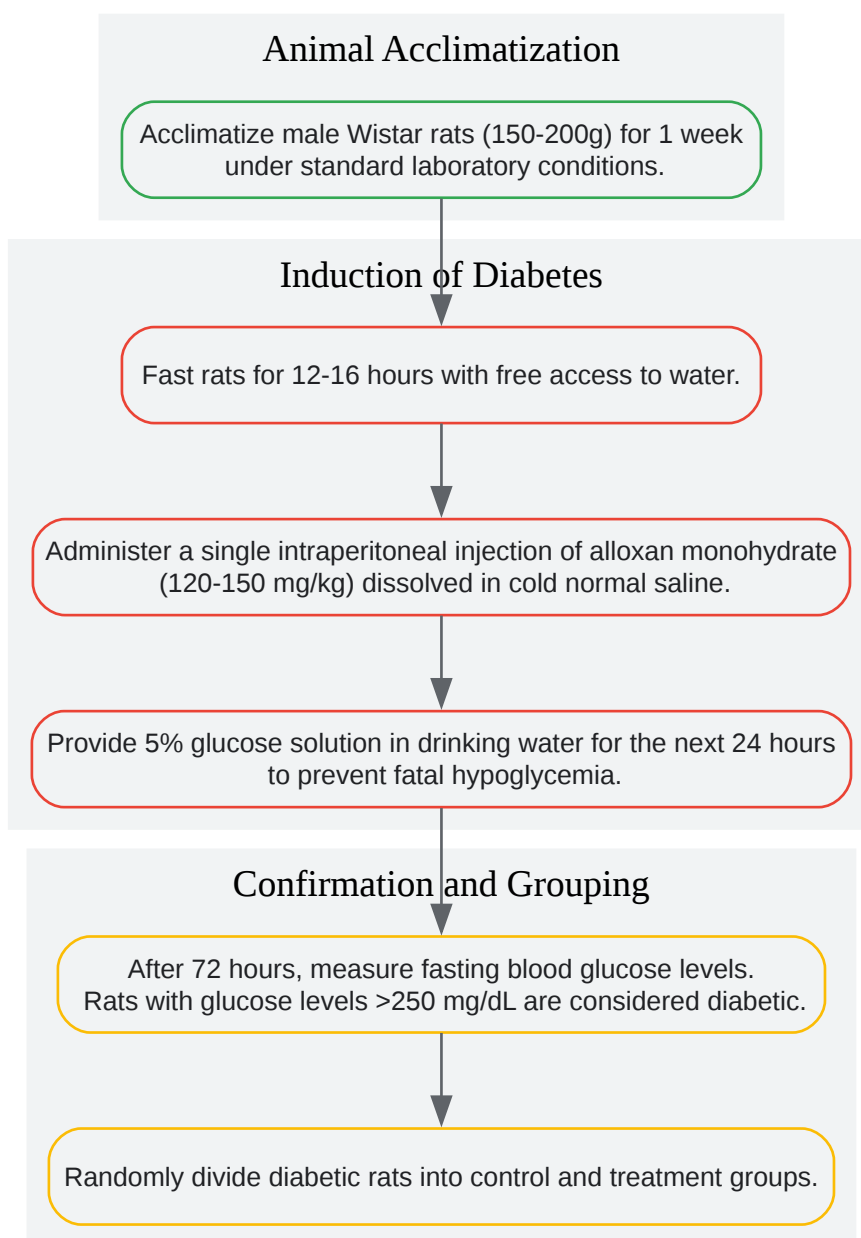 Animal Acclimatization
Acclimatize male Wistar rats (150-200g) for 1 week
under standard laboratory conditions.
Induction of Diabetes
Fast rats for 12-16 hours with free access to water.
Administer a single intraperitoneal injection of alloxan monohydrate
(120-150 mg/kg) dissolved in cold normal saline.
Provide 5% glucose solution in drinking water for the next 24 hours
to prevent fatal hypoglycemia.
Confirmation and Grouping
After 72 hours, measure fasting blood glucose levels.
Rats with glucose levels >250 mg/dL are considered diabetic.
Randomly divide diabetic rats into control and treatment groups.